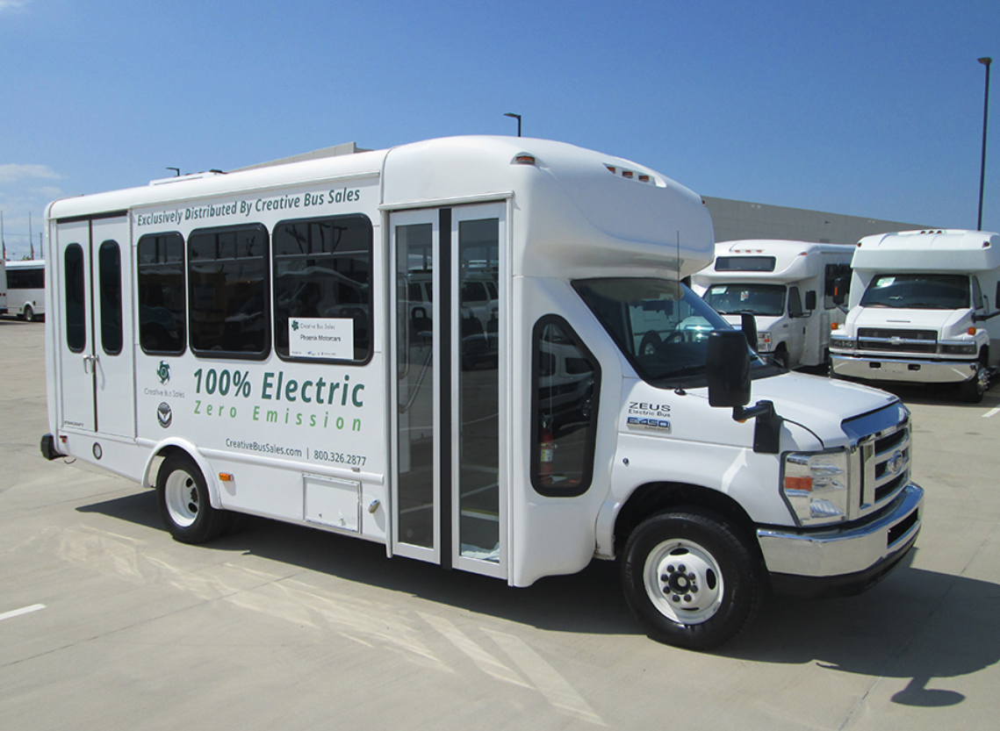 Exclusively Distributed By Creative Bus Sales
Creative Bus Sales
Phoenix Motorcars
Creative Bus Sales
100% Electric
Zero Emission
CreativeBusSales.com | 800.326.2877
ZEUS
Electric Bus